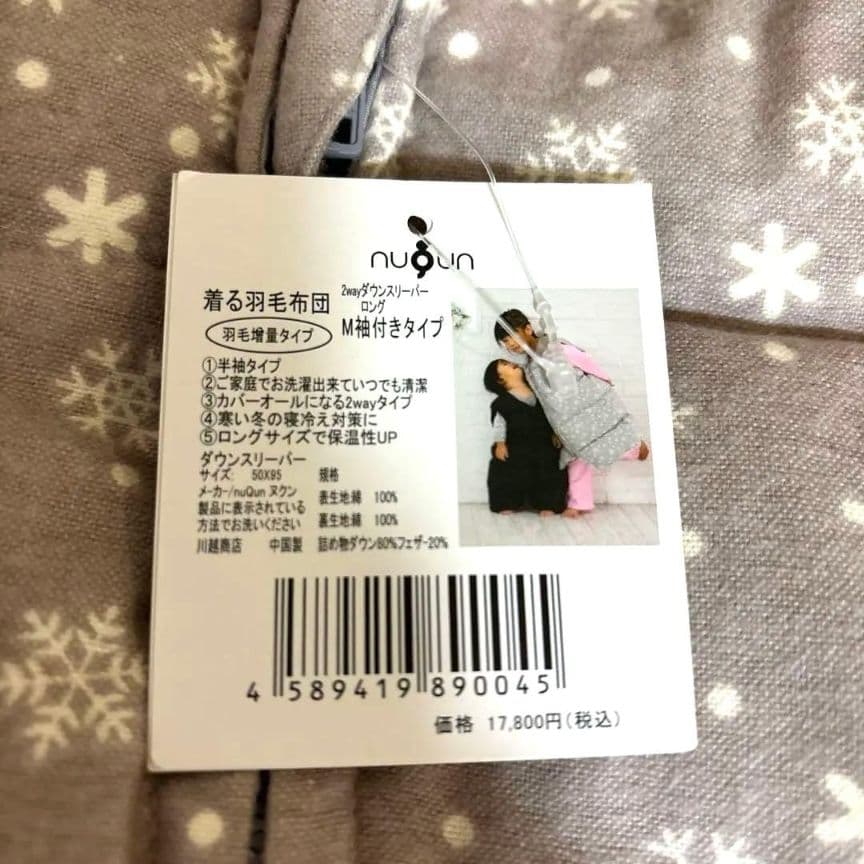 nuQun
着る羽毛布団
2wayダウンスリーパー
ロング
羽毛増量タイプ
M袖付きタイプ
①半袖タイプ
②ご家庭でお洗濯出来ていつでも清潔
③カバーオールになる2wayタイプ
④寒い冬の寝冷え対策に
⑤ロングサイズで保温性UP
ダウンスリーパー
サイズ: 50X95 規格
メーカー/nuQun ヌクン 表生地綿 100%
製品に表示されている
方法でお洗いください 裏生地綿 100%
川越商店 中国製 詰め物ダウン80%フェザー20%
4 589419 890045
価格 17,800円(税込)